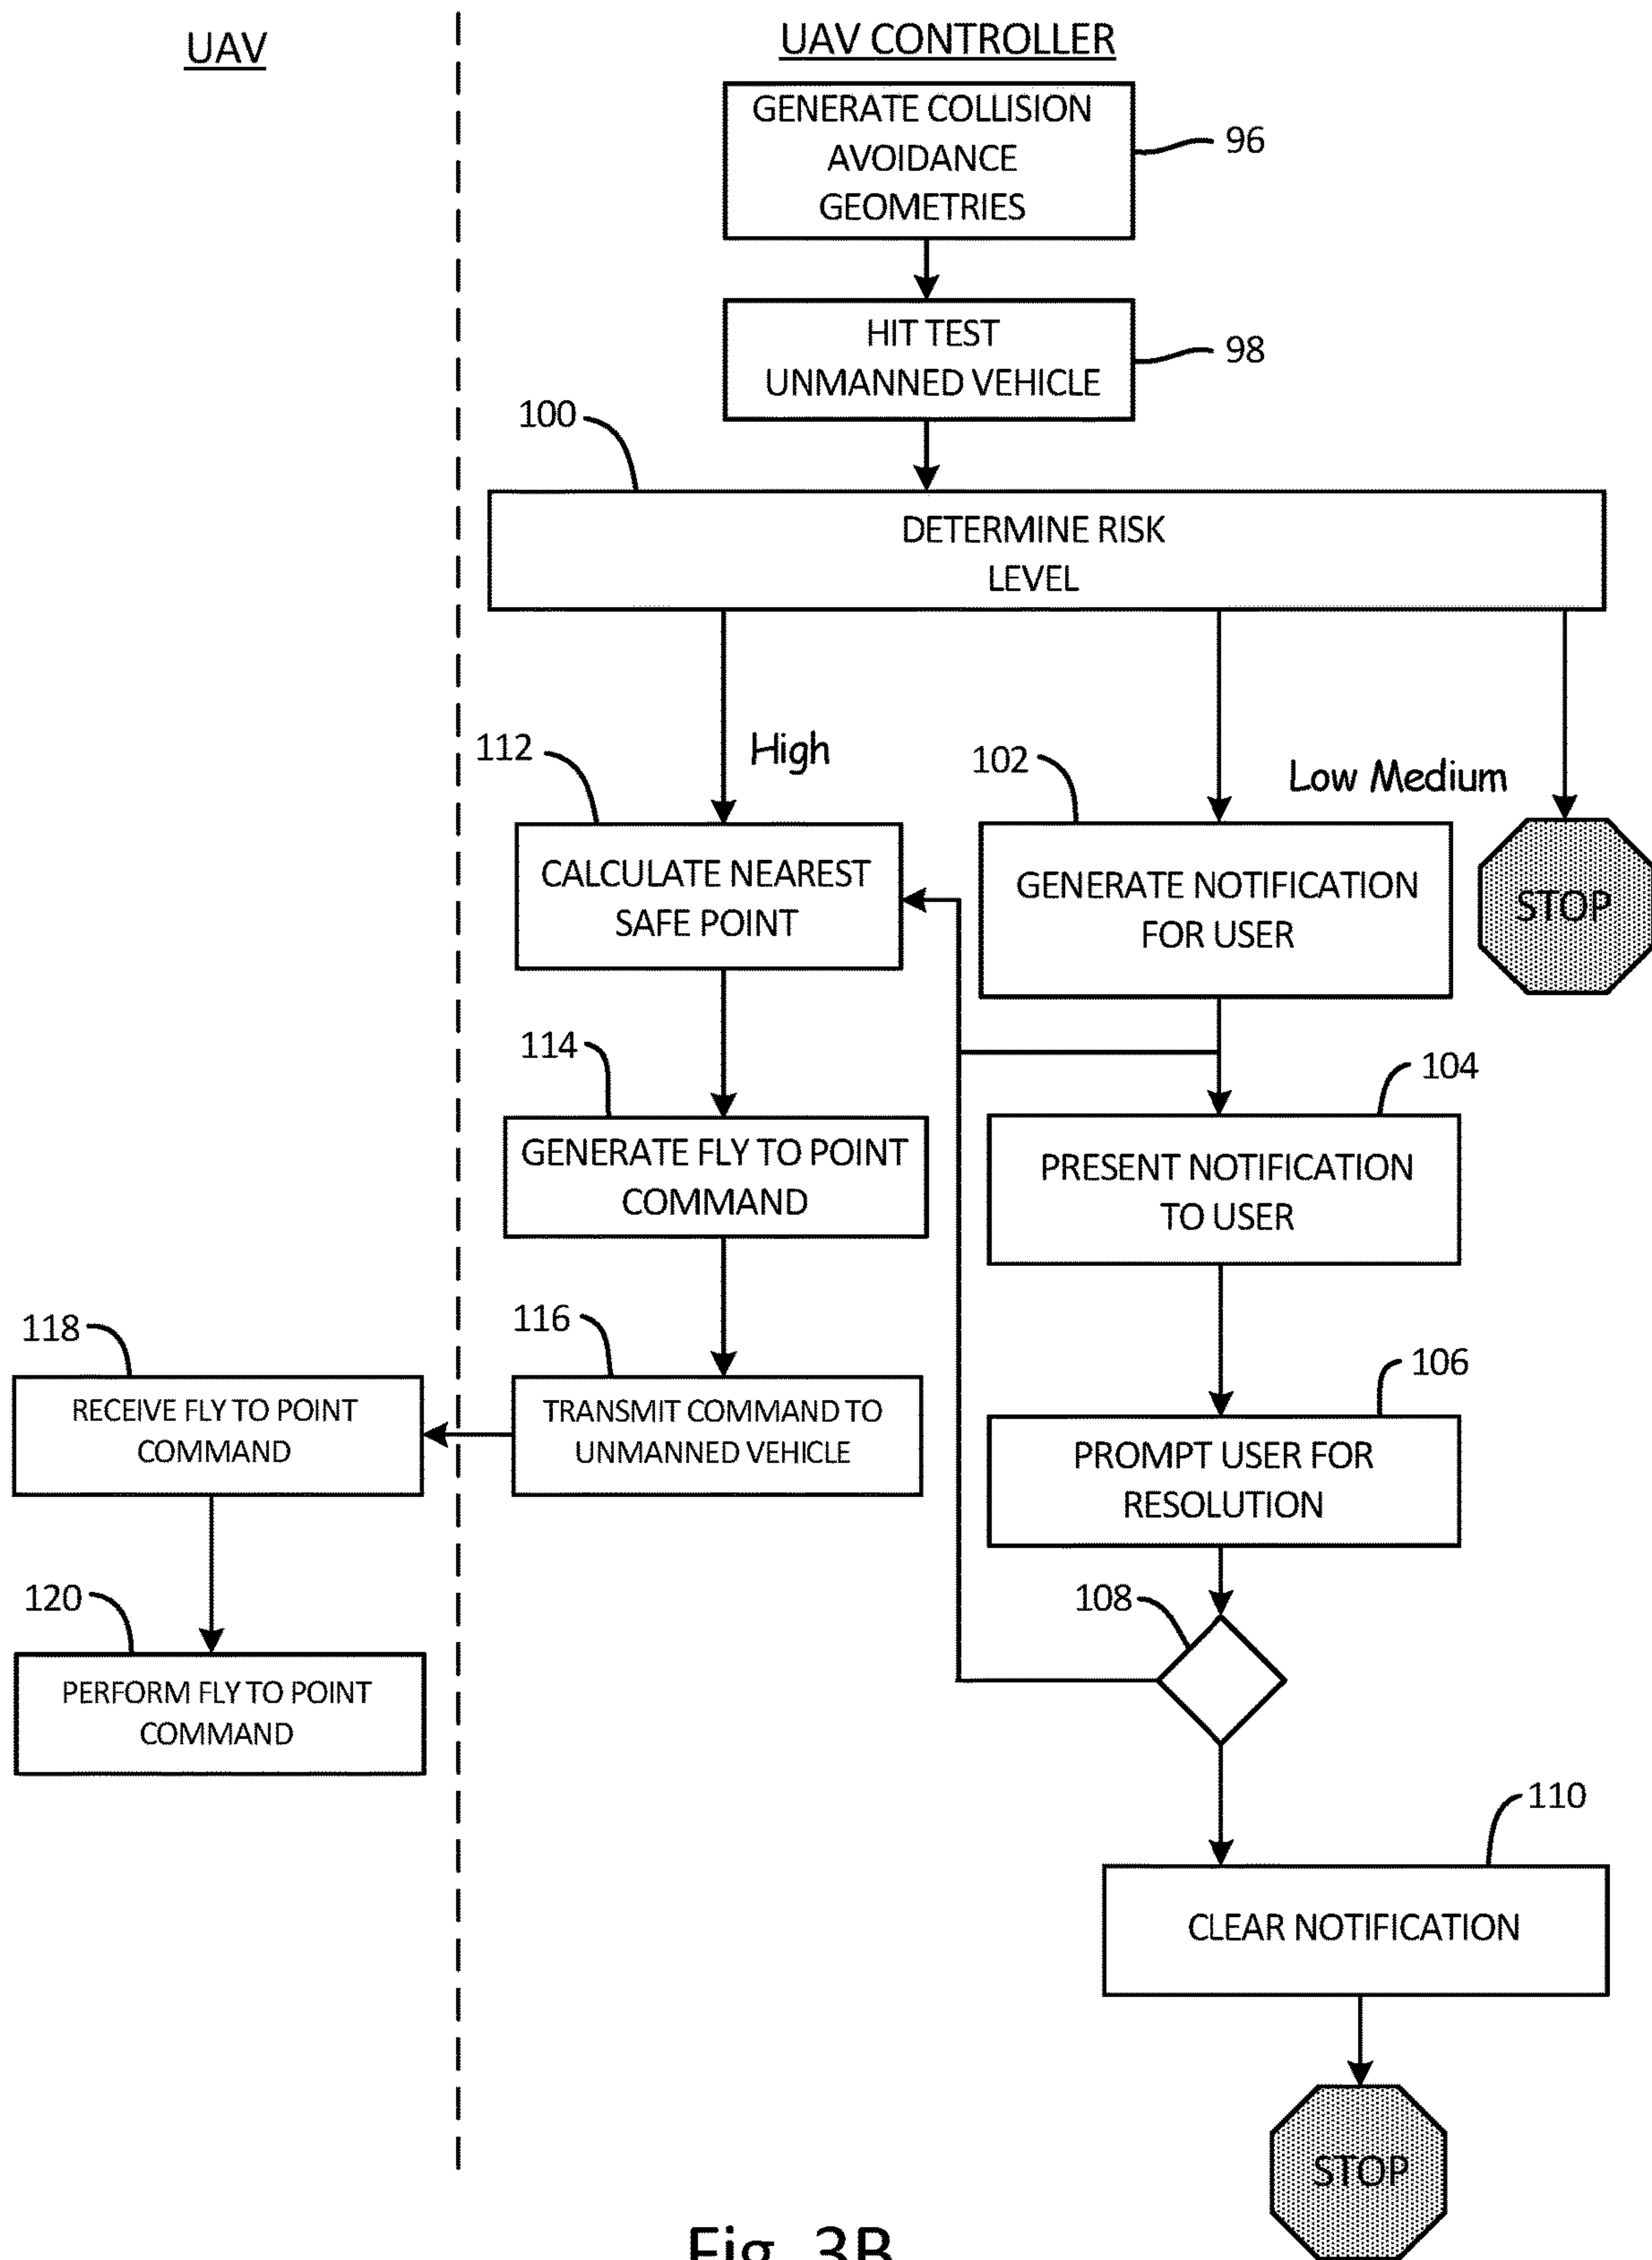 UAV
UAV CONTROLLER
GENERATE COLLISION
AVOIDANCE
GEOMETRIES
96
HIT TEST
UNMANNED VEHICLE
98
100
DETERMINE RISK
LEVEL
High
Low Medium
112
CALCULATE NEAREST
SAFE POINT
102
GENERATE NOTIFICATION
FOR USER
STOP
114
GENERATE FLY TO POINT
COMMAND
104
PRESENT NOTIFICATION
TO USER
118
RECEIVE FLY TO POINT
COMMAND
116
TRANSMIT COMMAND TO
UNMANNED VEHICLE
106
PROMPT USER FOR
RESOLUTION
120
PERFORM FLY TO POINT
COMMAND
108
110
CLEAR NOTIFICATION
STOP
Fig. 3B